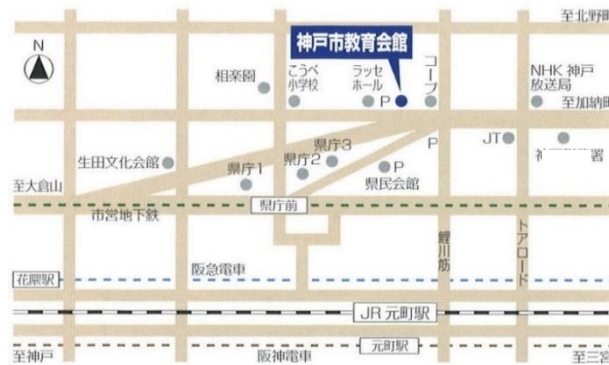 至北野町
N
神戸市教育会館
相楽園
こうべ
小学校
ラッセ
ホール
P
コープ
NHK 神戸
放送局
至加納町
生田文化会館
県庁1
県庁2
県庁3
P
県民会館
P
JT
至大倉山
市営地下鉄
県庁前
鯉川筋
トアロード
花隈駅
阪急電車
JR 元町駅
至神戸
阪神電車
元町駅
至三宮